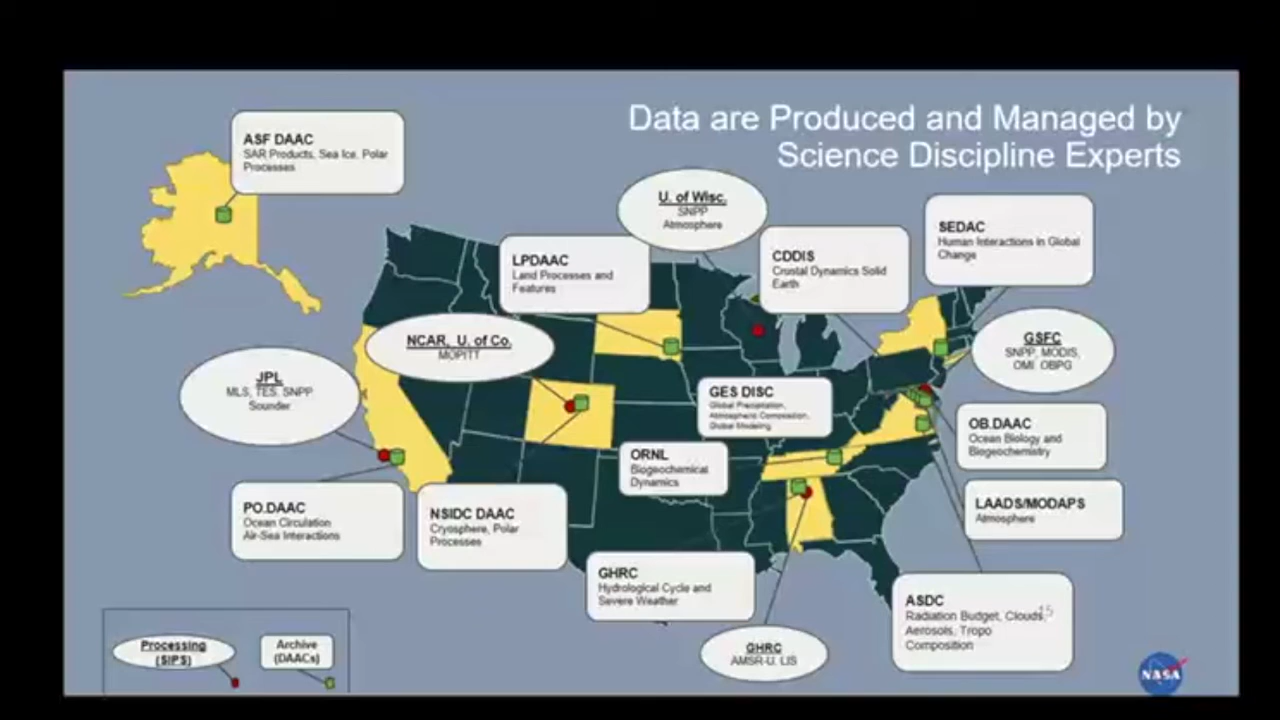 Data are Produced and Managed by
Science Discipline Experts
ASF DAAC
SAR Products, Sea Ice, Polar
Processes
U. of Wisc.
SNPP
Atmosphere
SEDAC
Human Interactions in Global
Change
LPDAAC
Land Processes and
Features
CDDIS
Crustal Dynamics Solid
Earth
NCAR, U. of Co.
MOPITT
GSFC
SNPP, MODIS,
OMI, OBPG
JPL
MLS, TES, SNPP
Sounder
GES DISC
Global Precipitation,
Atmospheric Composition,
Global Modeling
OB.DAAC
Ocean Biology and
Biogeochemistry
ORNL
Biogeochemical
Dynamics
PO.DAAC
Ocean Circulation
Air-Sea Interactions
NSIDC DAAC
Cryosphere, Polar
Processes
LAADS/MODAPS
Atmosphere
GHRC
Hydrological Cycle and
Severe Weather
ASDC
Radiation Budget, Clouds,
Aerosols, Tropo
Composition
15
GHRC
AMSR-U, LIS
Processing
(SIPS)
Archive
(DAACs)
NASA